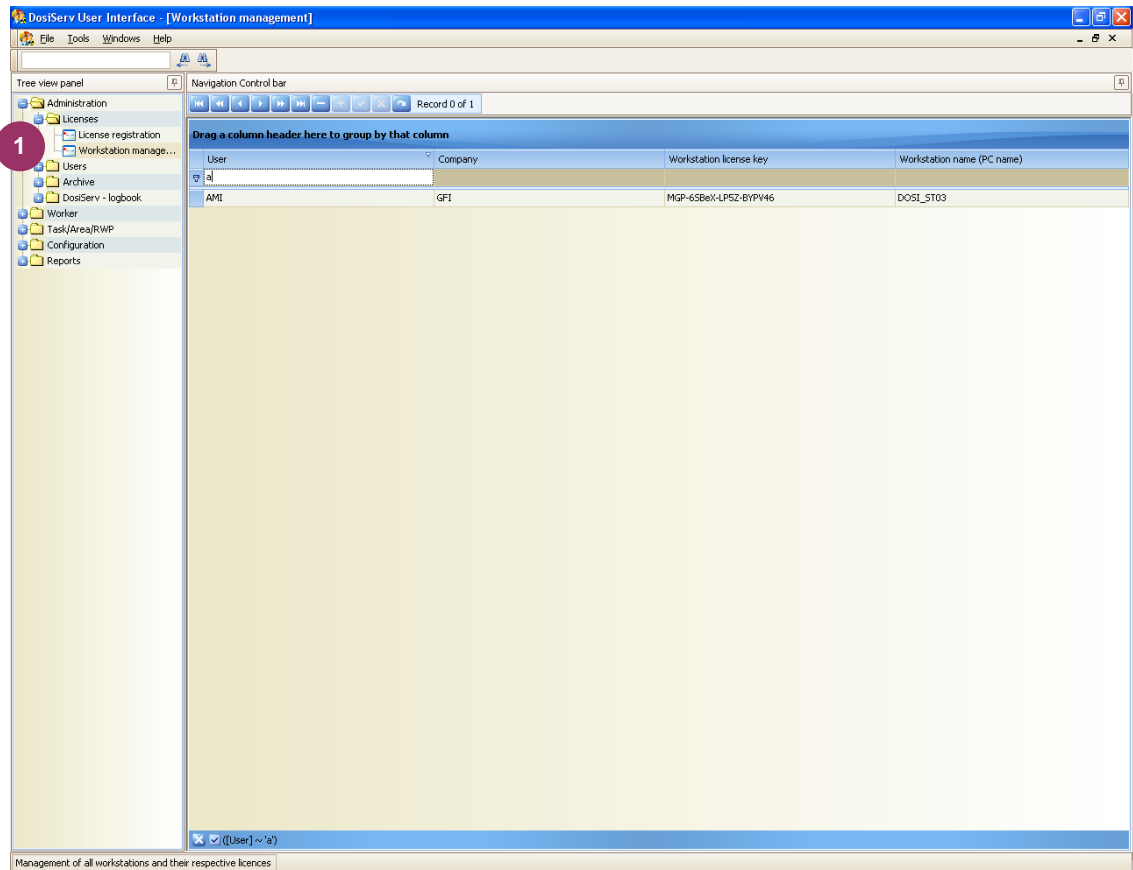 DosiServ User Interface - [Workstation management]
File Tools Windows Help
Tree view panel
Navigation Control bar
Administration
Licenses
License registration
Workstation manage...
Users
Archive
DosiServ - logbook
Worker
Task/Area/RWP
Configuration
Reports
1
Record 0 of 1
Drag a column header here to group by that column
User Company Workstation license key Workstation name (PC name)
a
AMI GFI MGP-6SBeX-LP5Z-BYPV46 DOSI_ST03
([User] ~ 'a')
Management of all workstations and their respective licences